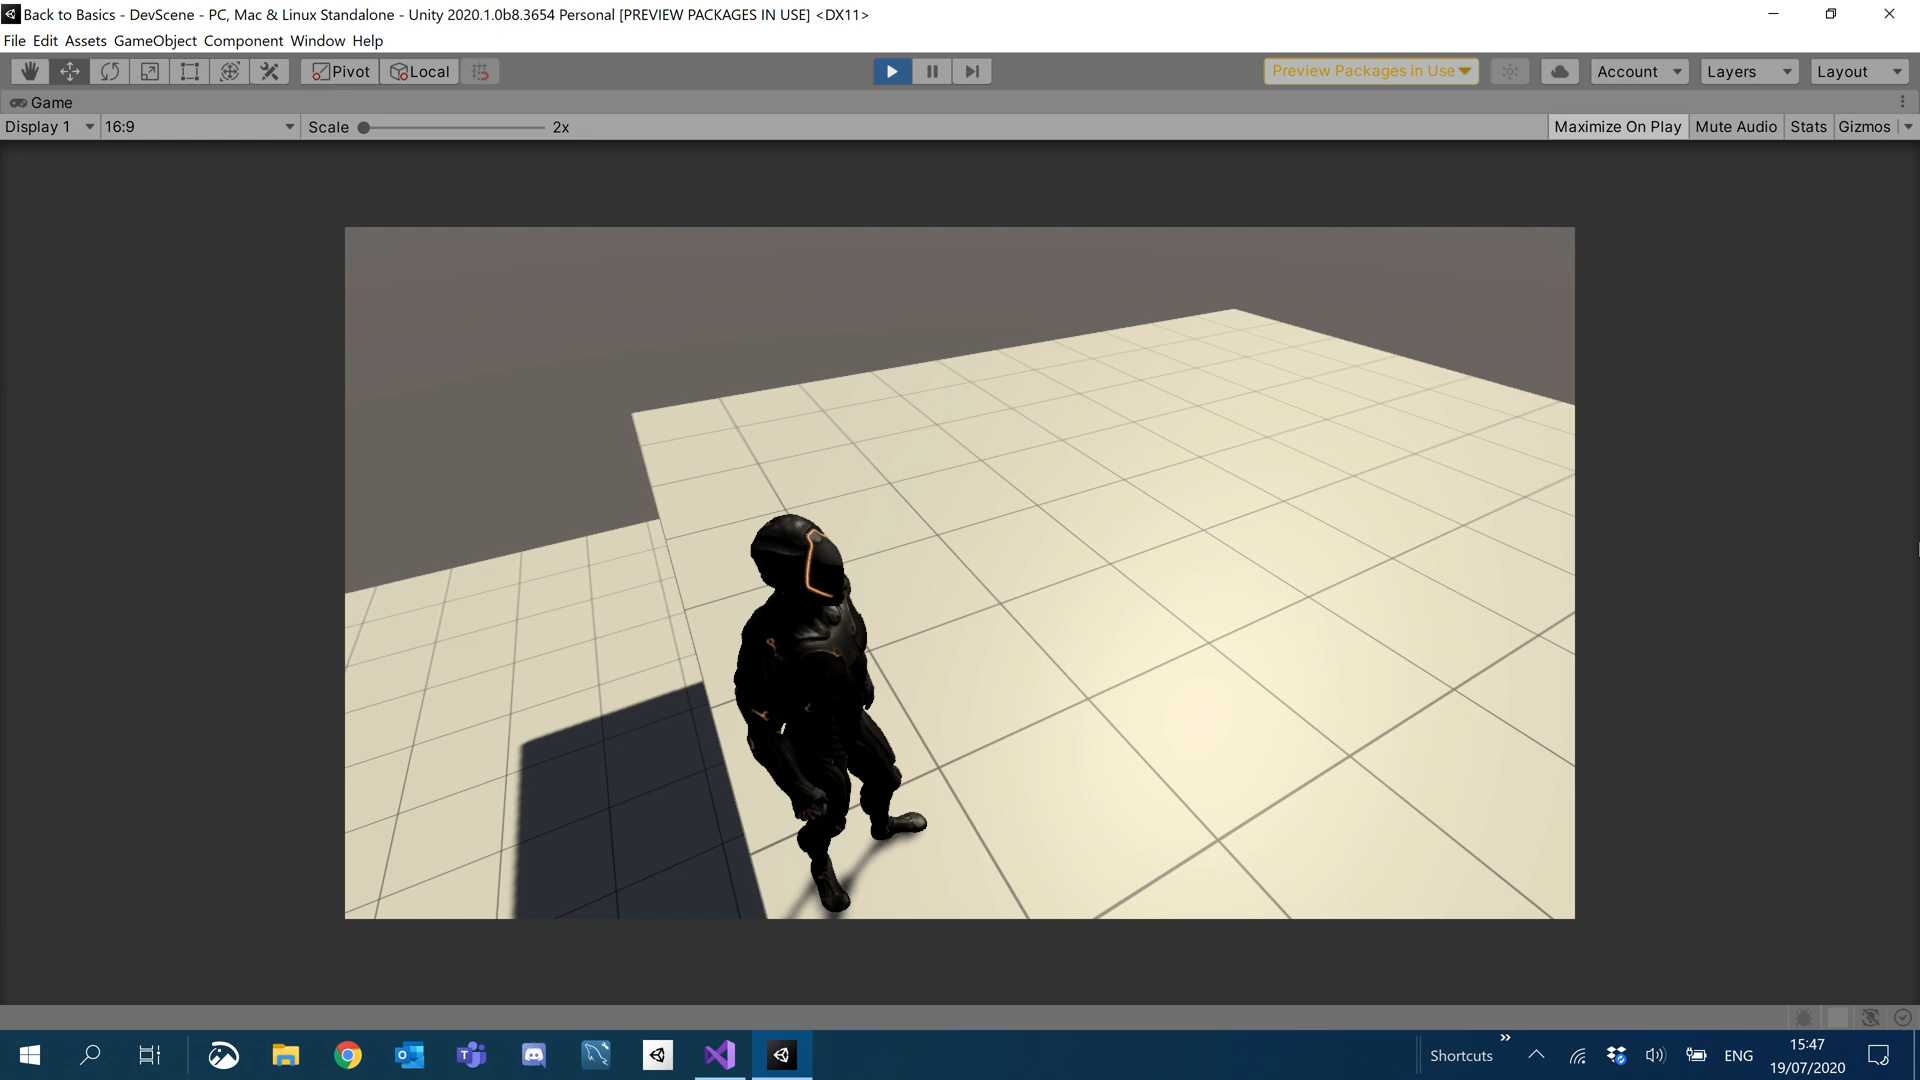 Back to Basics - DevScene - PC, Mac & Linux Standalone - Unity 2020.1.0b8.3654 Personal [PREVIEW PACKAGES IN USE] <DX11>
File Edit Assets GameObject Component Window Help
Pivot Local Preview Packages in Use Account Layers Layout
Game
Display 1 16:9 Scale 2x Maximize On Play Mute Audio Stats Gizmos
Shortcuts ENG 15:47
19/07/2020